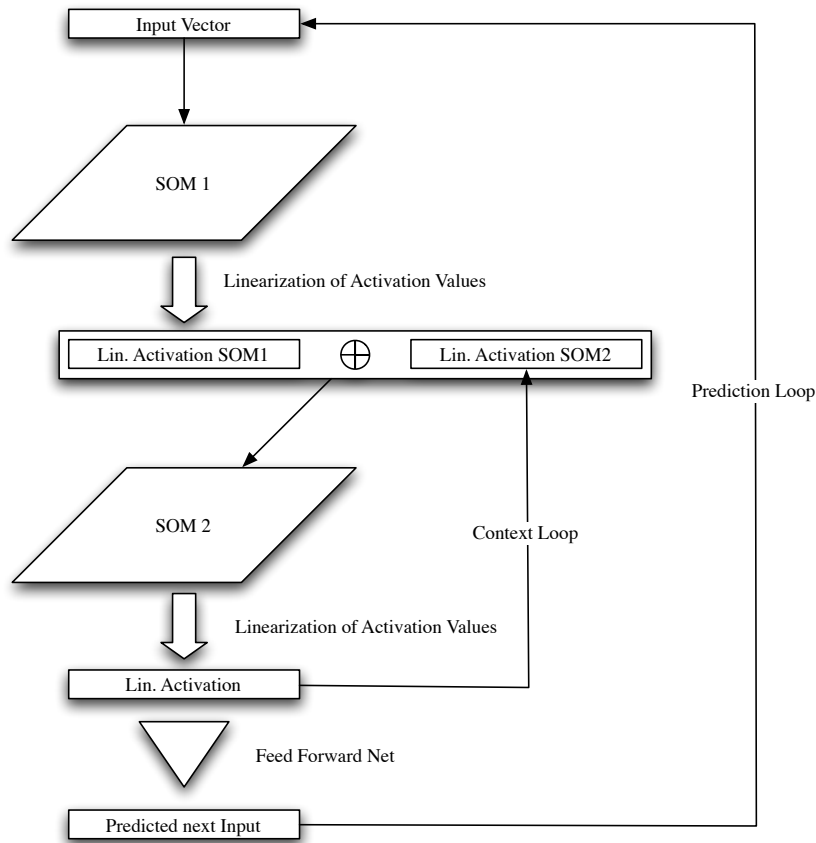 Input Vector
SOM 1
Linearization of Activation Values
Lin. Activation SOM1
Lin. Activation SOM2
Prediction Loop
SOM 2
Context Loop
Linearization of Activation Values
Lin. Activation
Feed Forward Net
Predicted next Input